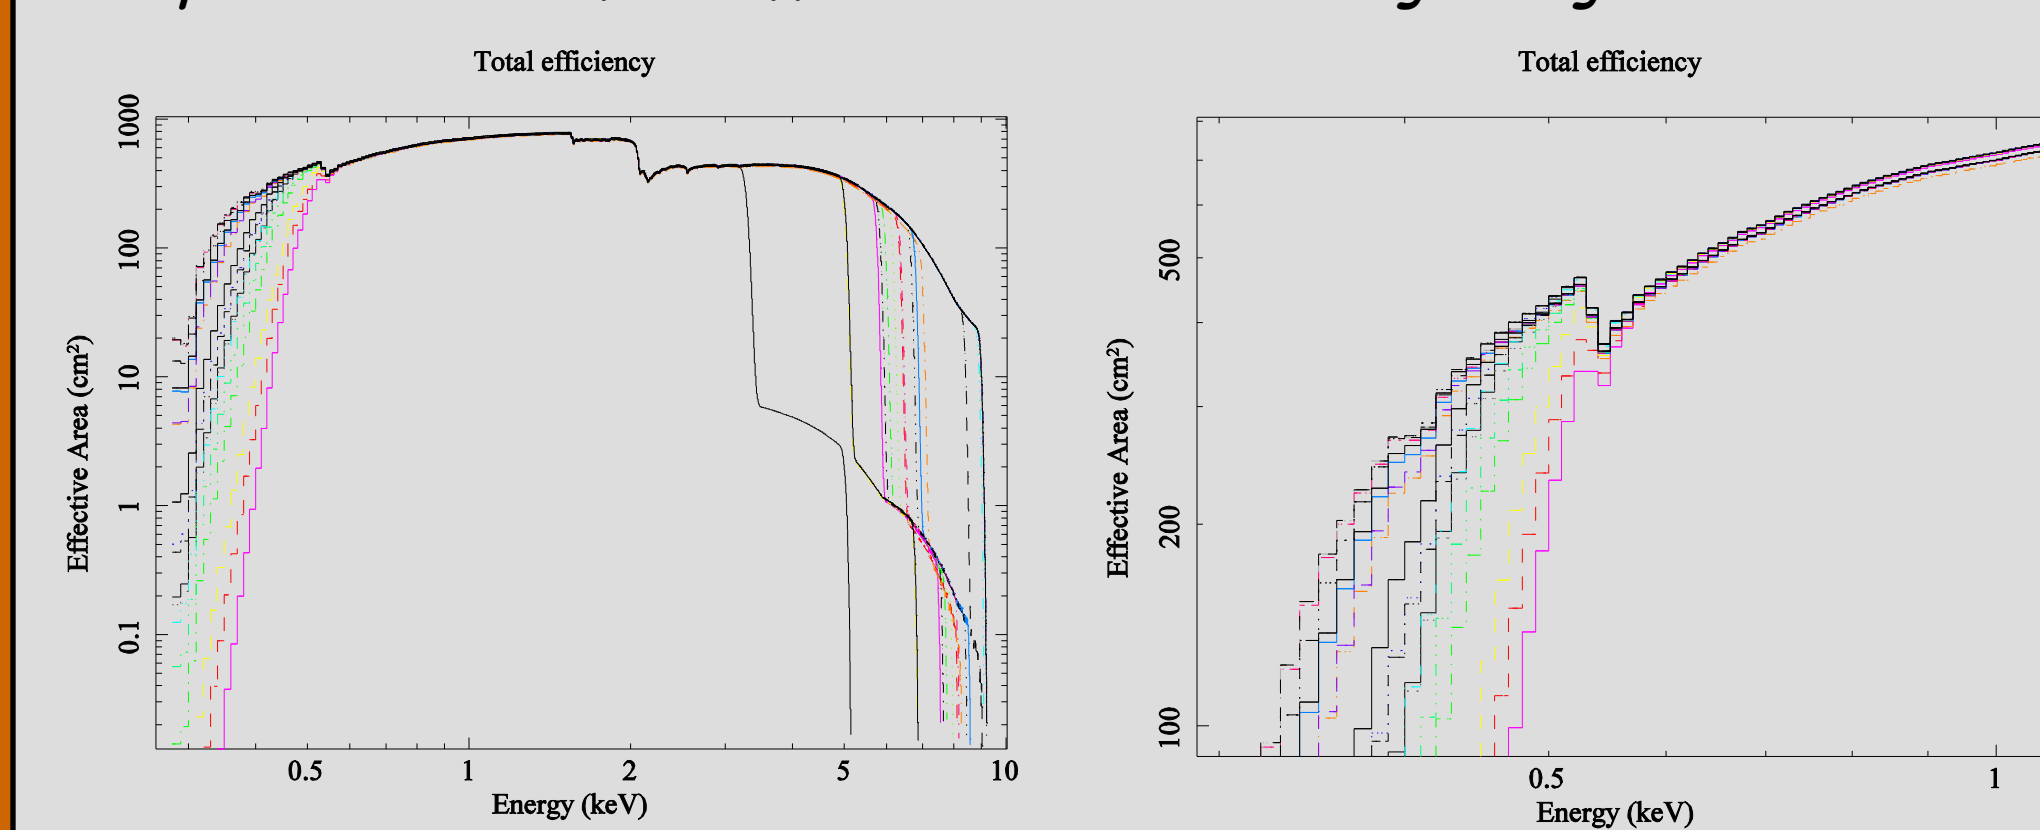 Total efficiency
1000
100
10
1
0.1
Effective Area (cm²)
0.5 1 2 5 10
Energy (keV)
Total efficiency
500
200
100
Effective Area (cm²)
0.5 1
Energy (keV)